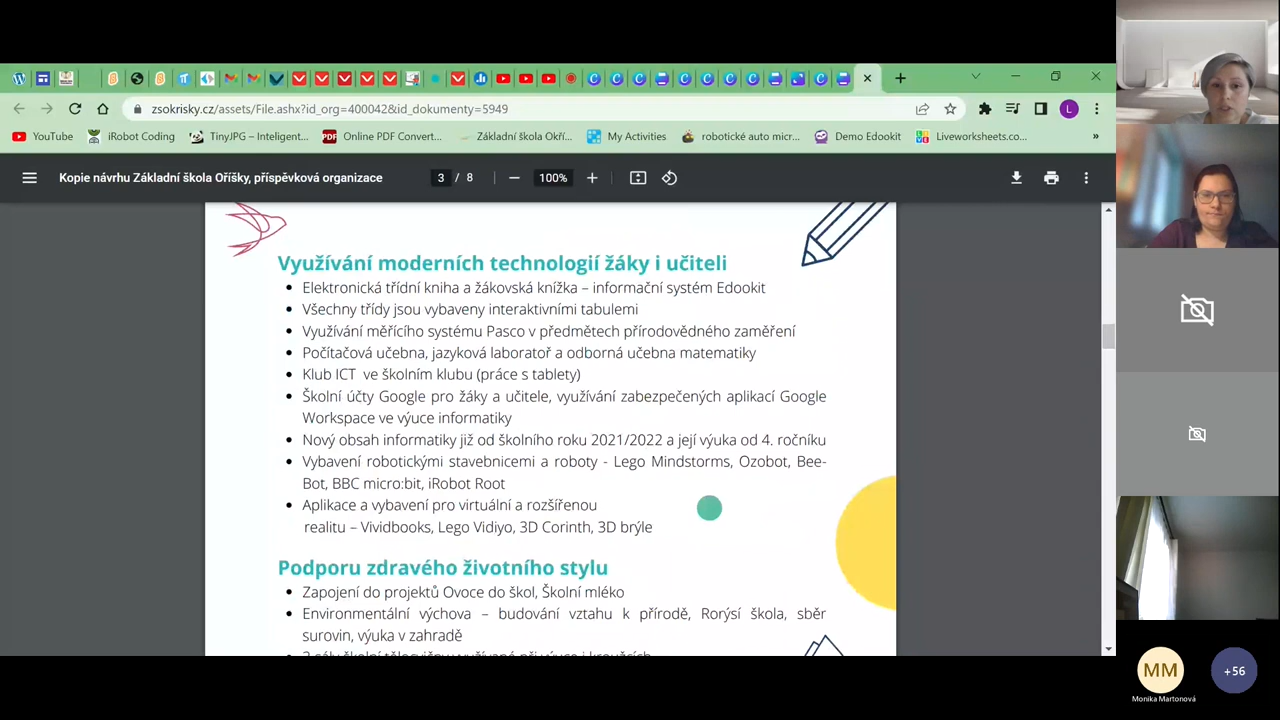 zsokrisky.cz/assets/File.ashx?id_org=400042&id_dokumenty=5949
L
YouTube
iRobot Coding
TinyJPG – Inteligent...
Online PDF Convert...
Základní škola Okří...
My Activities
robotické auto micr...
Demo Edookit
Liveworksheets.co...
»
Kopie návrhu Základní škola Oříšky, příspěvková organizace
3 / 8
100%
Využívání moderních technologií žáky i učiteli
Elektronická třídní kniha a žákovská knížka – informační systém Edookit
Všechny třídy jsou vybaveny interaktivními tabulemi
Využívání měřícího systému Pasco v předmětech přírodovědného zaměření
Počítačová učebna, jazyková laboratoř a odborná učebna matematiky
Klub ICT ve školním klubu (práce s tablety)
Školní účty Google pro žáky a učitele, využívání zabezpečených aplikací Google
Workspace ve výuce informatiky
Nový obsah informatiky již od školního roku 2021/2022 a její výuka od 4. ročníku
Vybavení robotickými stavebnicemi a roboty - Lego Mindstorms, Ozobot, Bee-
Bot, BBC micro:bit, iRobot Root
Aplikace a vybavení pro virtuální a rozšířenou
realitu – Vividbooks, Lego Vidiyo, 3D Corinth, 3D brýle
Podporu zdravého životního stylu
Zapojení do projektů Ovoce do škol, Školní mléko
Environmentální výchova – budování vztahu k přírodě, Rorýsí škola, sběr
surovin, výuka v zahradě
MM
Monika Martonová
+56